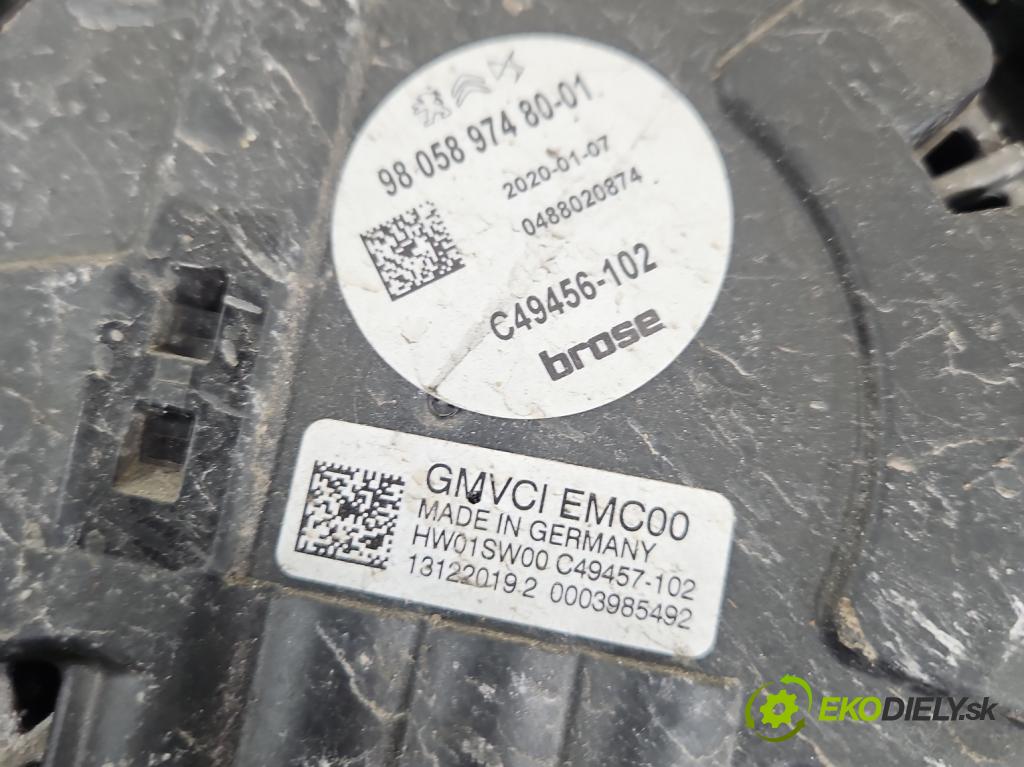 98 058 974 80-01
2020-01-07
0488020874
C49456-102
brose
GMVCI EMC00
MADE IN GERMANY
HW01SW00 C49457-102
13122019-2 0003985492
EKODIELY.sk